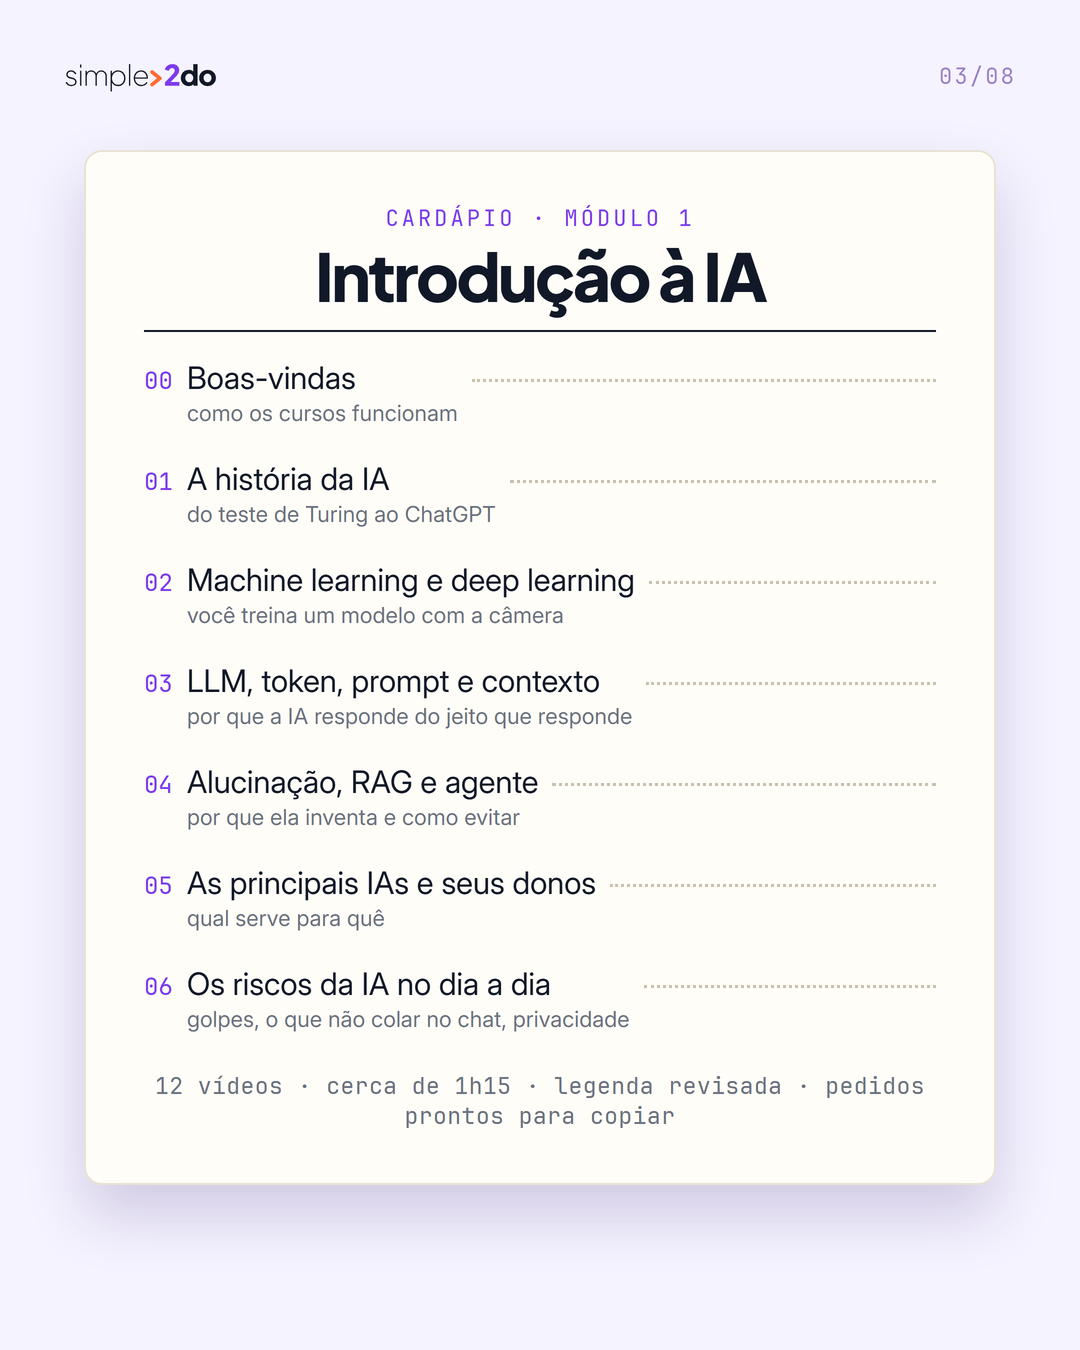 simple>2do
03/08
CARDÁPIO · MÓDULO 1
Introdução à IA
00 Boas-vindas
como os cursos funcionam
01 A história da IA
do teste de Turing ao ChatGPT
02 Machine learning e deep learning
você treina um modelo com a câmera
03 LLM, token, prompt e contexto
por que a IA responde do jeito que responde
04 Alucinação, RAG e agente
por que ela inventa e como evitar
05 As principais IAs e seus donos
qual serve para quê
06 Os riscos da IA no dia a dia
golpes, o que não colar no chat, privacidade
12 vídeos · cerca de 1h15 · legenda revisada · pedidos
prontos para copiar